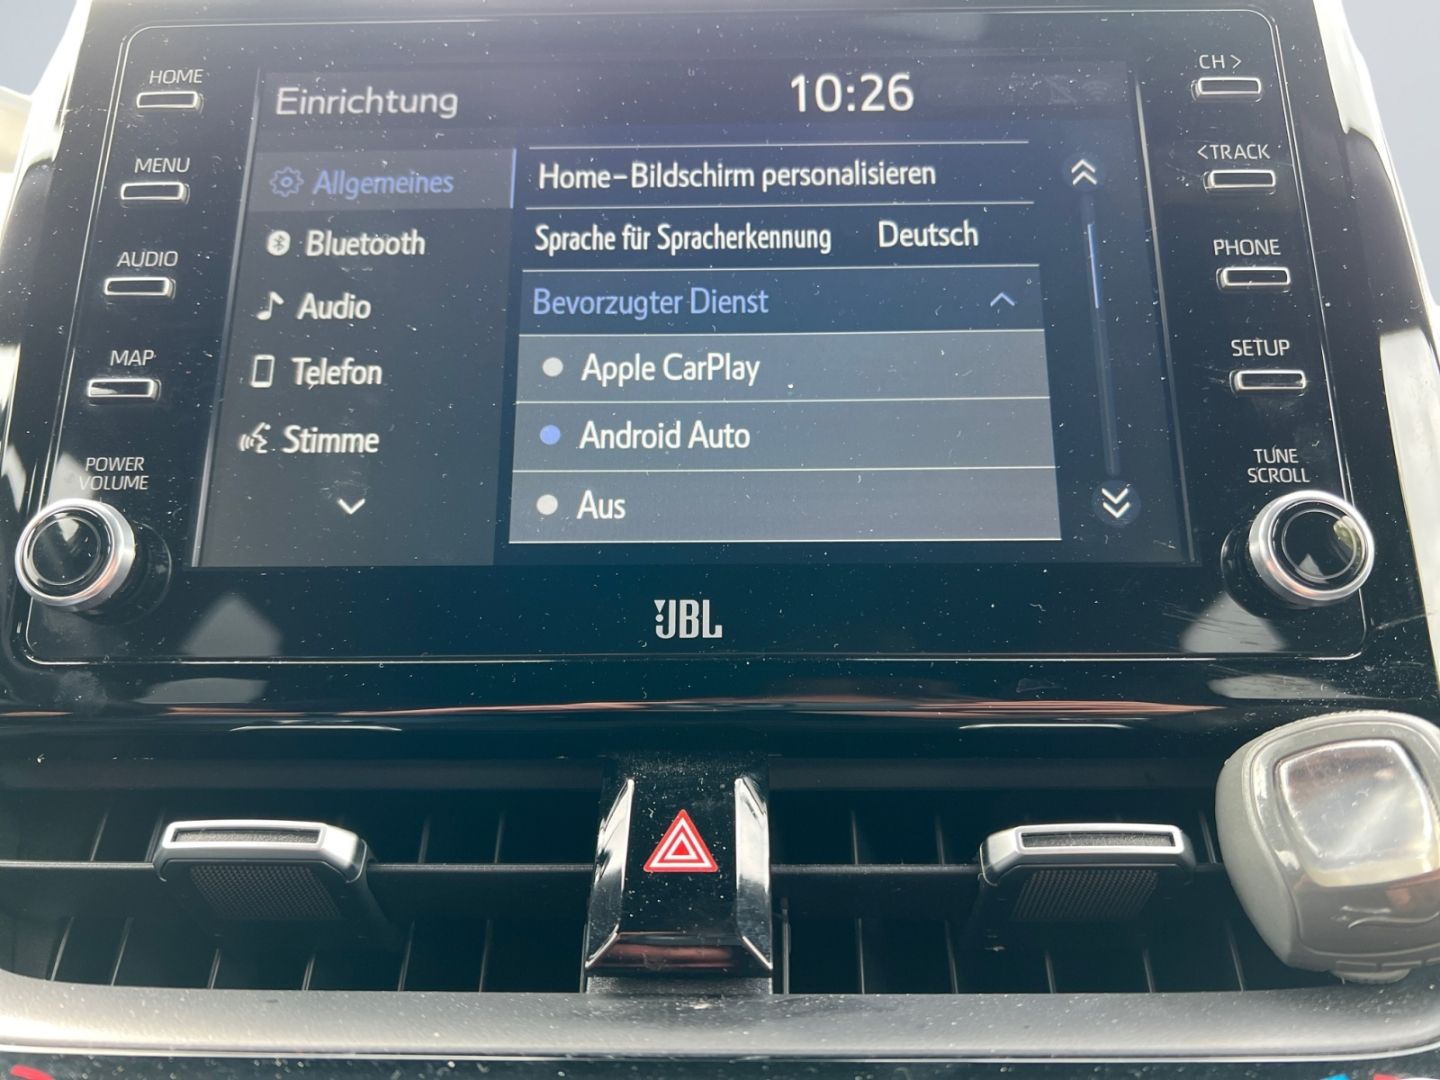 HOME
MENU
AUDIO
MAP
POWER
VOLUME
Einrichtung
10:26
Allgemeines
Bluetooth
Audio
Telefon
Stimme
Home-Bildschirm personalisieren
Sprache für Spracherkennung Deutsch
Bevorzugter Dienst
Apple CarPlay
Android Auto
Aus
CH >
<TRACK
PHONE
SETUP
TUNE
SCROLL
JBL